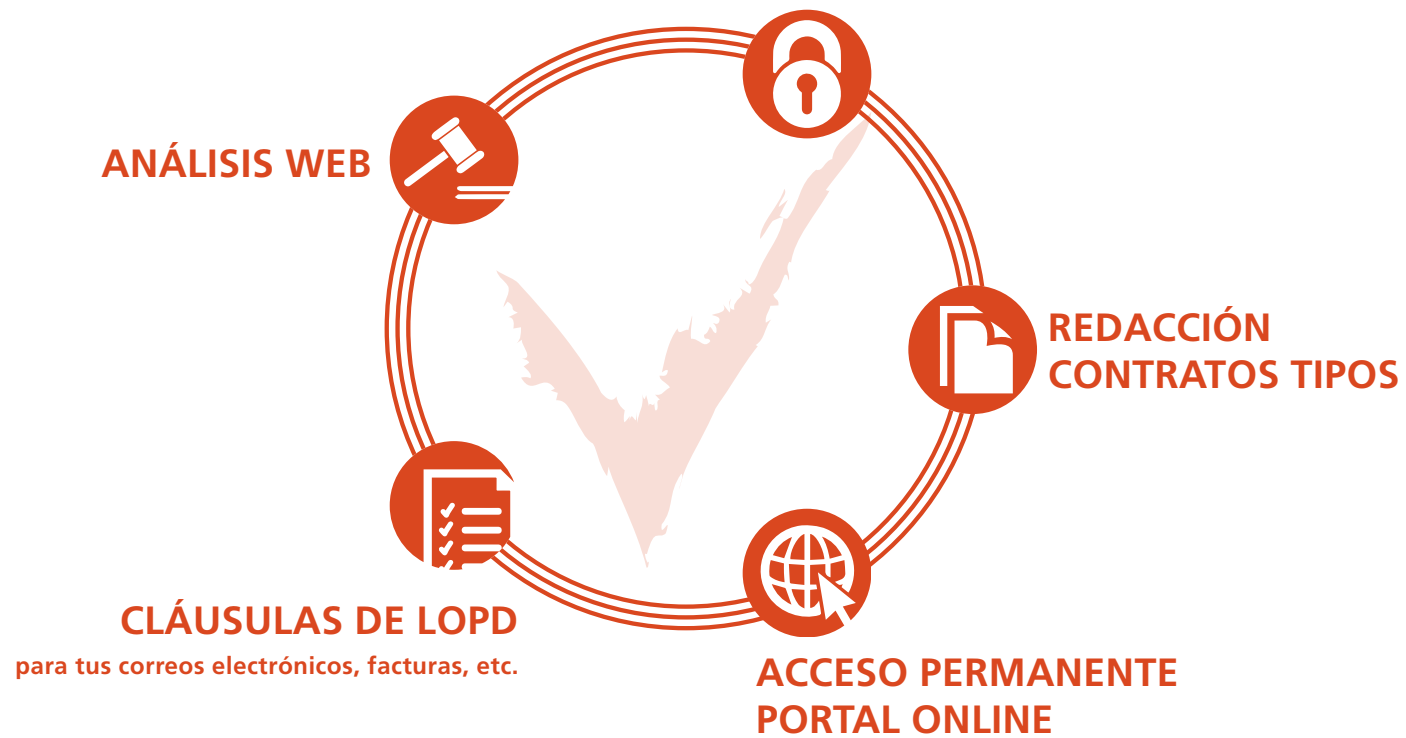 ANÁLISIS WEB
REDACCIÓN
CONTRATOS TIPOS
CLÁUSULAS DE LOPD
para tus correos electrónicos, facturas, etc.
ACCESO PERMANENTE
PORTAL ONLINE